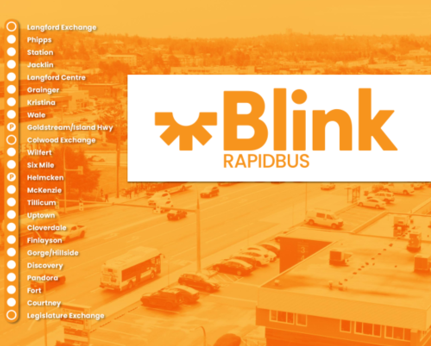 Langford Exchange
Phipps
Station
Jacklin
Langford Centre
Grainger
Kristina
Wale
P Goldstream/Island Hwy
Colwood Exchange
Wilfert
Six Mile
P Helmcken
McKenzie
Tillicum
Uptown
Cloverdale
Finlayson
Gorge/Hillside
Discovery
Pandora
Fort
Courtney
Legislature Exchange
Blink
RAPIDBUS